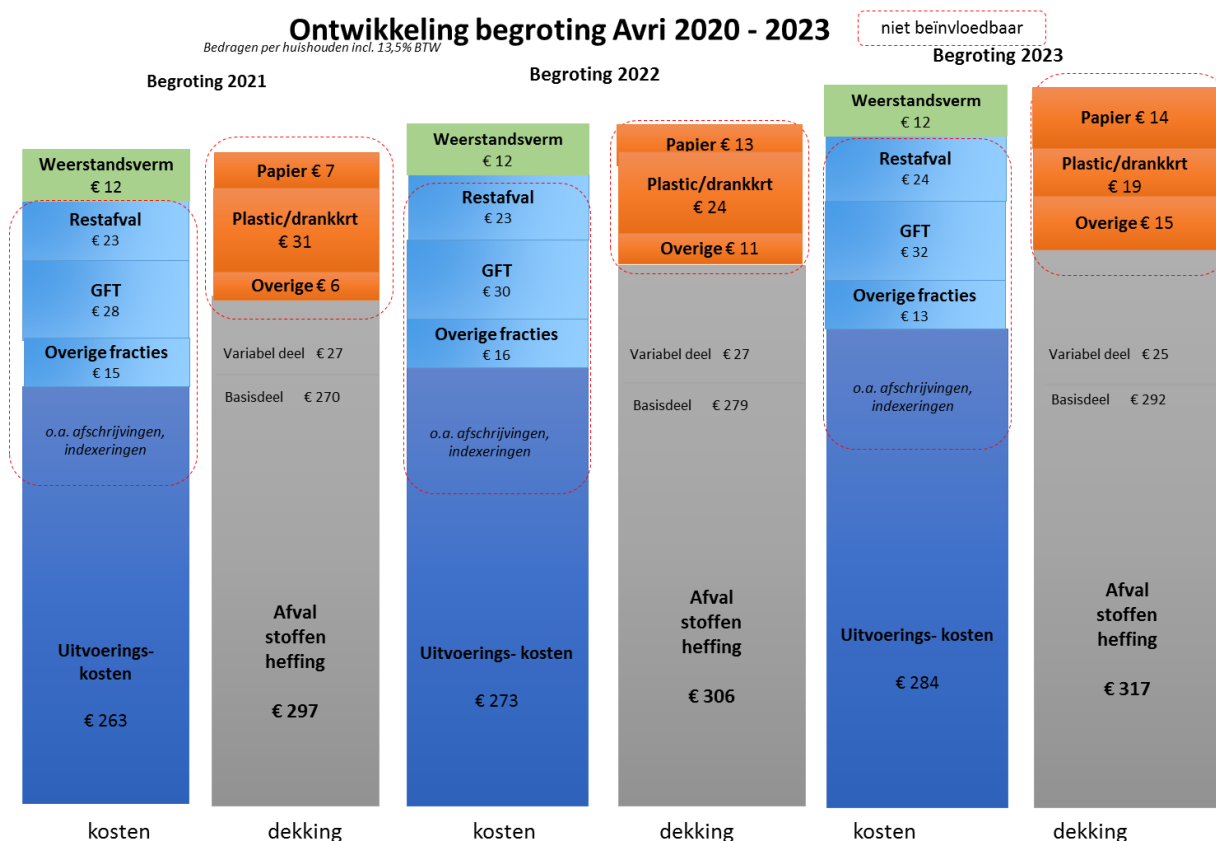 Ontwikkeling begroting Avri 2020 - 2023
niet beïnvloedbaar
Bedragen per huishouden incl. 13,5% BTW
Begroting 2021
Weerstandsverm
€ 12
Restafval
€ 23
GFT
€ 28
Overige fracties
€ 15
o.a. afschrijvingen,
indexeringen
Uitvoerings-
kosten
€ 263
kosten
Papier € 7
Plastic/drankkrt
€ 31
Overige € 6
Variabel deel € 27
Basisdeel € 270
Afval
stoffen
heffing
€ 297
dekking
Begroting 2022
Weerstandsverm
€ 12
Restafval
€ 23
GFT
€ 30
Overige fracties
€ 16
o.a. afschrijvingen,
indexeringen
Uitvoerings- kosten
€ 273
kosten
Papier € 13
Plastic/drankkrt
€ 24
Overige € 11
Variabel deel € 27
Basisdeel € 279
Afval
stoffen
heffing
€ 306
dekking
Begroting 2023
Weerstandsverm
€ 12
Restafval
€ 24
GFT
€ 32
Overige fracties
€ 13
o.a. afschrijvingen,
indexeringen
Uitvoerings- kosten
€ 284
kosten
Papier € 14
Plastic/drankkrt
€ 19
Overige € 15
Variabel deel € 25
Basisdeel € 292
Afval
stoffen
heffing
€ 317
dekking